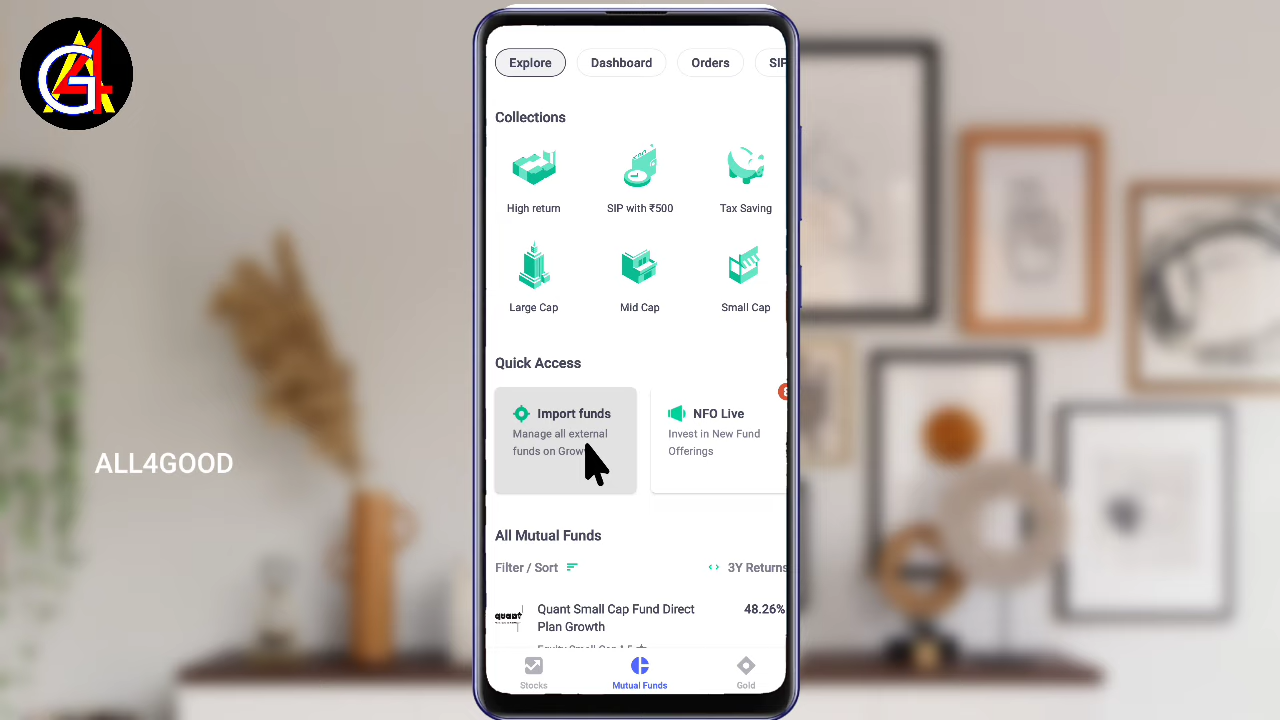 Explore Dashboard Orders
Collections
High return SIP with ₹500 Tax Saving
Large Cap Mid Cap Small Cap
Quick Access
Import funds
Manage all external
funds on
NFO Live
Invest in New Fund
Offerings
All Mutual Funds
Filter / Sort 3Y Returns
quant
Quant Small Cap Fund Direct
Plan Growth
48.26%
Stocks Mutual Funds Gold
ALL4GOOD